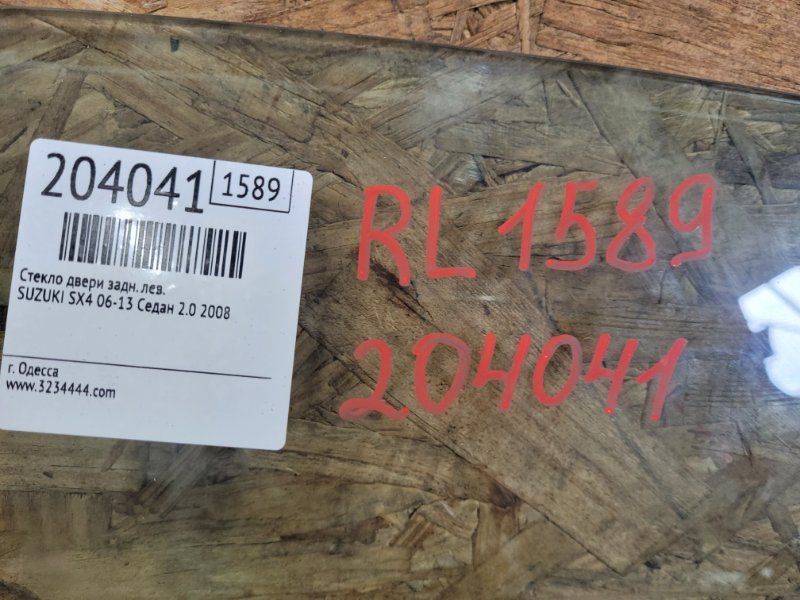 204041 1589
Стекло двери задн. лев.
SUZUKI SX4 06-13 Седан 2.0 2008
г. Одесса
www.3234444.com
RL 1589
204041